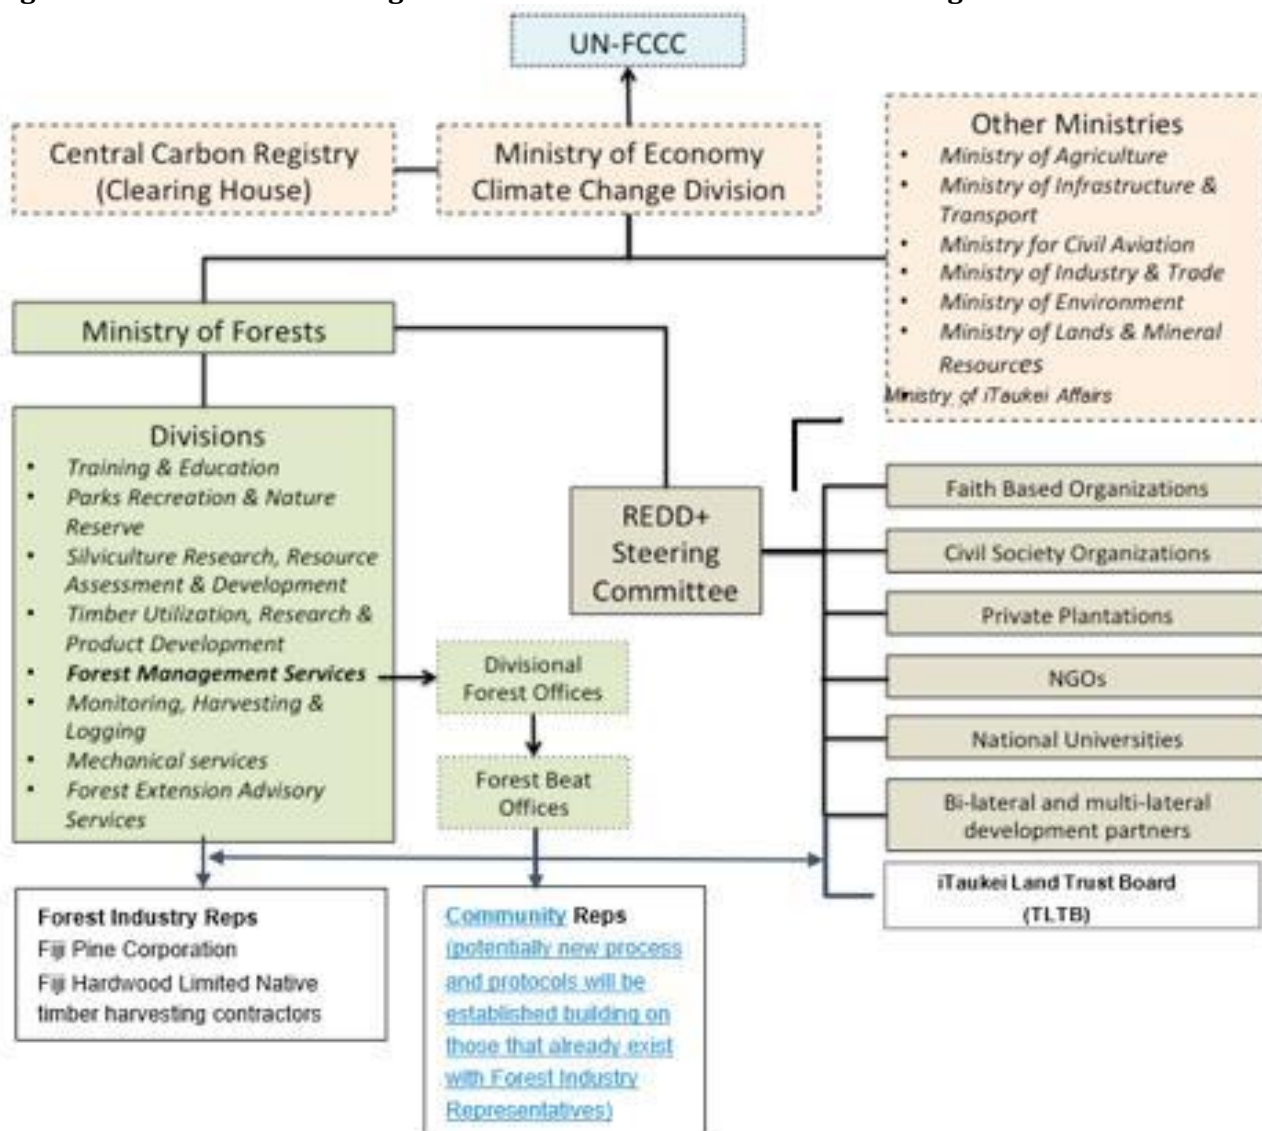 UN-FCCC
Central Carbon Registry
(Clearing House)
Ministry of Economy
Climate Change Division
Other Ministries
• Ministry of Agriculture
• Ministry of Infrastructure &
Transport
• Ministry for Civil Aviation
• Ministry of Industry & Trade
• Ministry of Environment
• Ministry of Lands & Mineral
Resources
• Ministry of iTaukei Affairs
Ministry of Forests
Divisions
• Training & Education
• Parks Recreation & Nature
Reserve
• Silviculture Research, Resource
Assessment & Development
• Timber Utilization, Research &
Product Development
• Forest Management Services
• Monitoring, Harvesting &
Logging
• Mechanical services
• Forest Extension Advisory
Services
REDD+
Steering
Committee
Divisional
Forest Offices
Forest Beat
Offices
Faith Based Organizations
Civil Society Organizations
Private Plantations
NGOs
National Universities
Bi-lateral and multi-lateral
development partners
iTaukei Land Trust Board
(TLTB)
Forest Industry Reps
Fiji Pine Corporation
Fiji Hardwood Limited Native
timber harvesting contractors
Community Reps
(potentially new process
and protocols will be
established building on
those that already exist
with Forest Industry
Representatives)